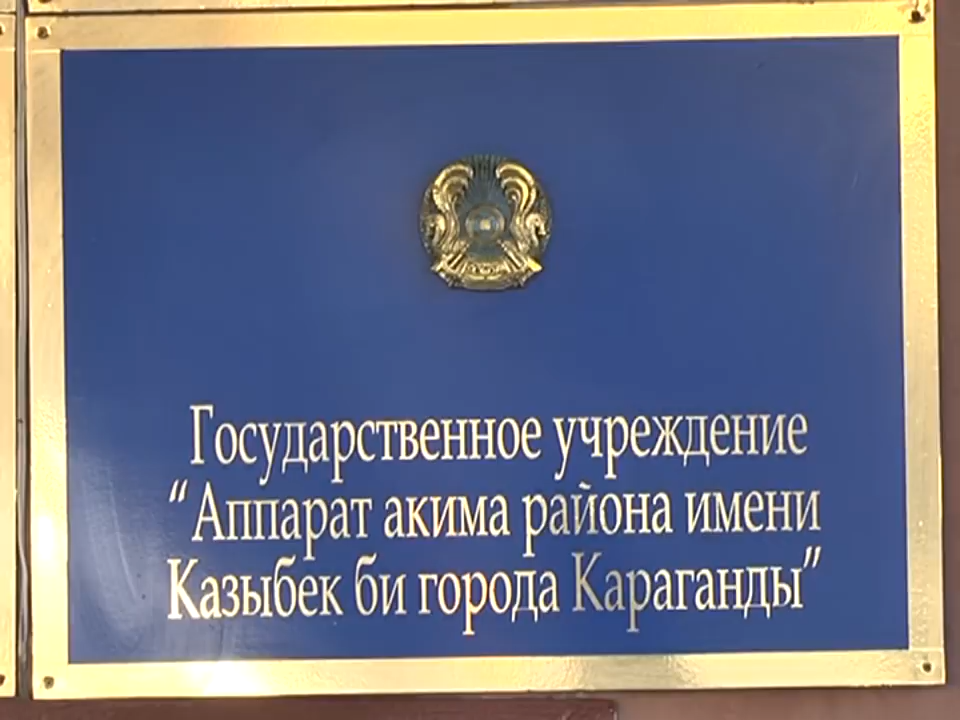 Государственное учреждение
“Аппарат акима района имени
Казыбек би города Караганды”